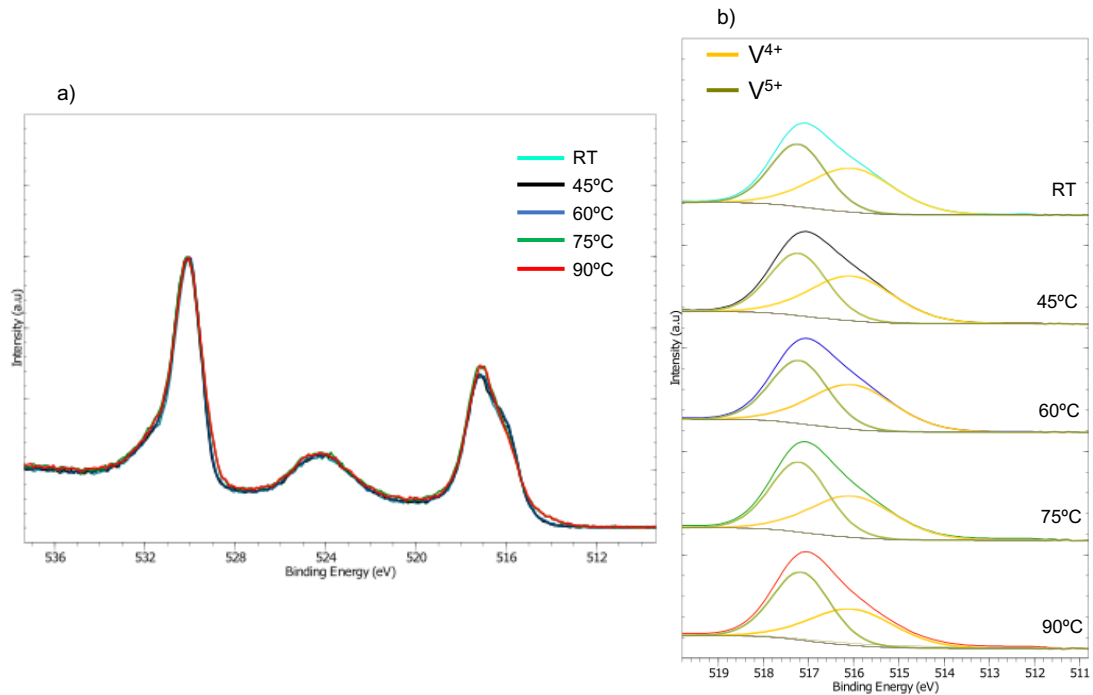 a)
RT
45ºC
60ºC
75ºC
90ºC
Intensity (a.u)
536 532 528 524 520 516 512
Binding Energy (eV)
b)
V⁴⁺
V⁵⁺
RT
45ºC
60ºC
75ºC
90ºC
Intensity (a.u)
519 518 517 516 515 514 513 512 511
Binding Energy (eV)